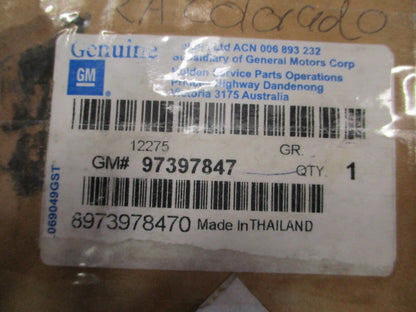 RA Colorado
Genuine
Ltd ACN 006 893 232
Subsidiary of General Motors Corp
GM
Holden Service Parts Operations
Highway Dandenong
Victoria 3175 Australia
12275
GR.
GM# 97397847
QTY. 1
069049GST
8973978470 Made In THAILAND